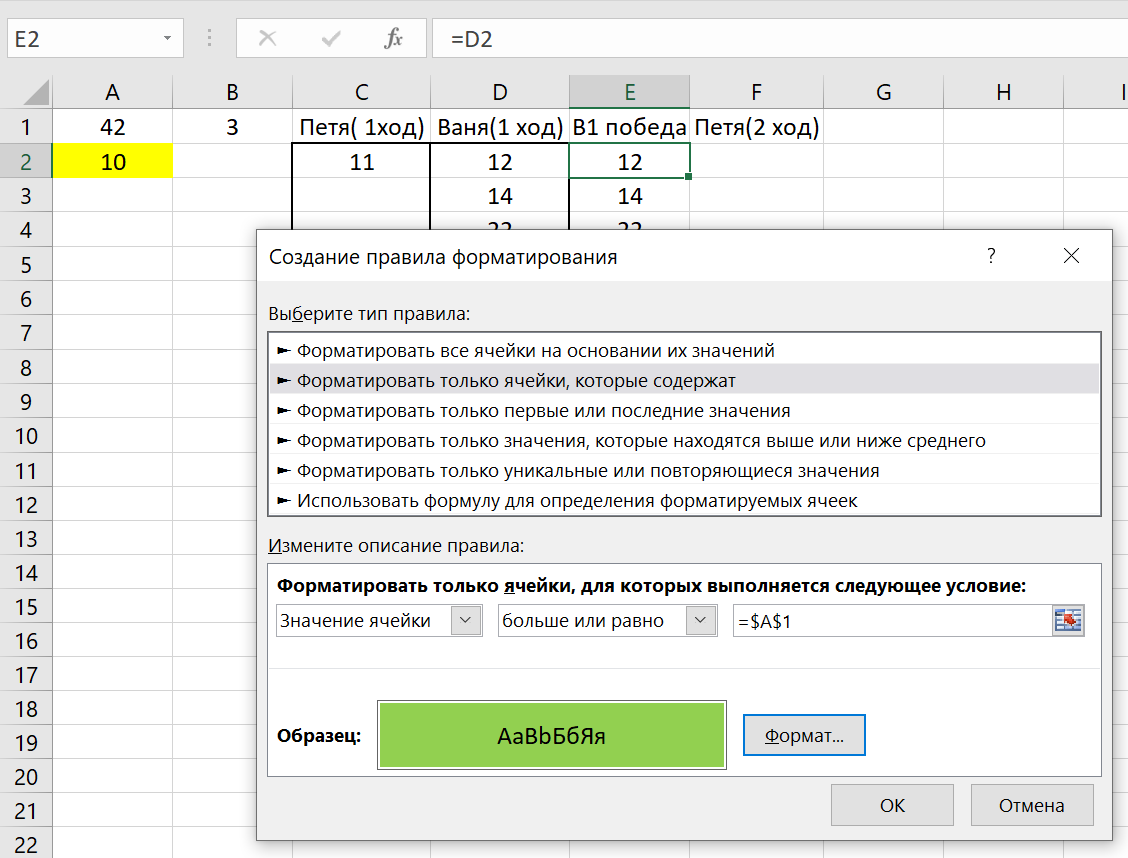 E2 fx =D2
A B C D E F G H I
1 42 3 Петя( 1ход) Ваня(1 ход) В1 победа Петя(2 ход)
2 10 11 12 12
3 14 14
4 22 22
Создание правила форматирования ?
5
6 Выберите тип правила:
7 ► Форматировать все ячейки на основании их значений
8 ► Форматировать только ячейки, которые содержат
9 ► Форматировать только первые или последние значения
10 ► Форматировать только значения, которые находятся выше или ниже среднего
11 ► Форматировать только уникальные или повторяющиеся значения
12 ► Использовать формулу для определения форматируемых ячеек
13 Измените описание правила:
14 Форматировать только ячейки, для которых выполняется следующее условие:
15 Значение ячейки больше или равно =$A$1
16
17
18
19 Образец: АаВbБбЯя Формат...
20
21 ОК Отмена
22